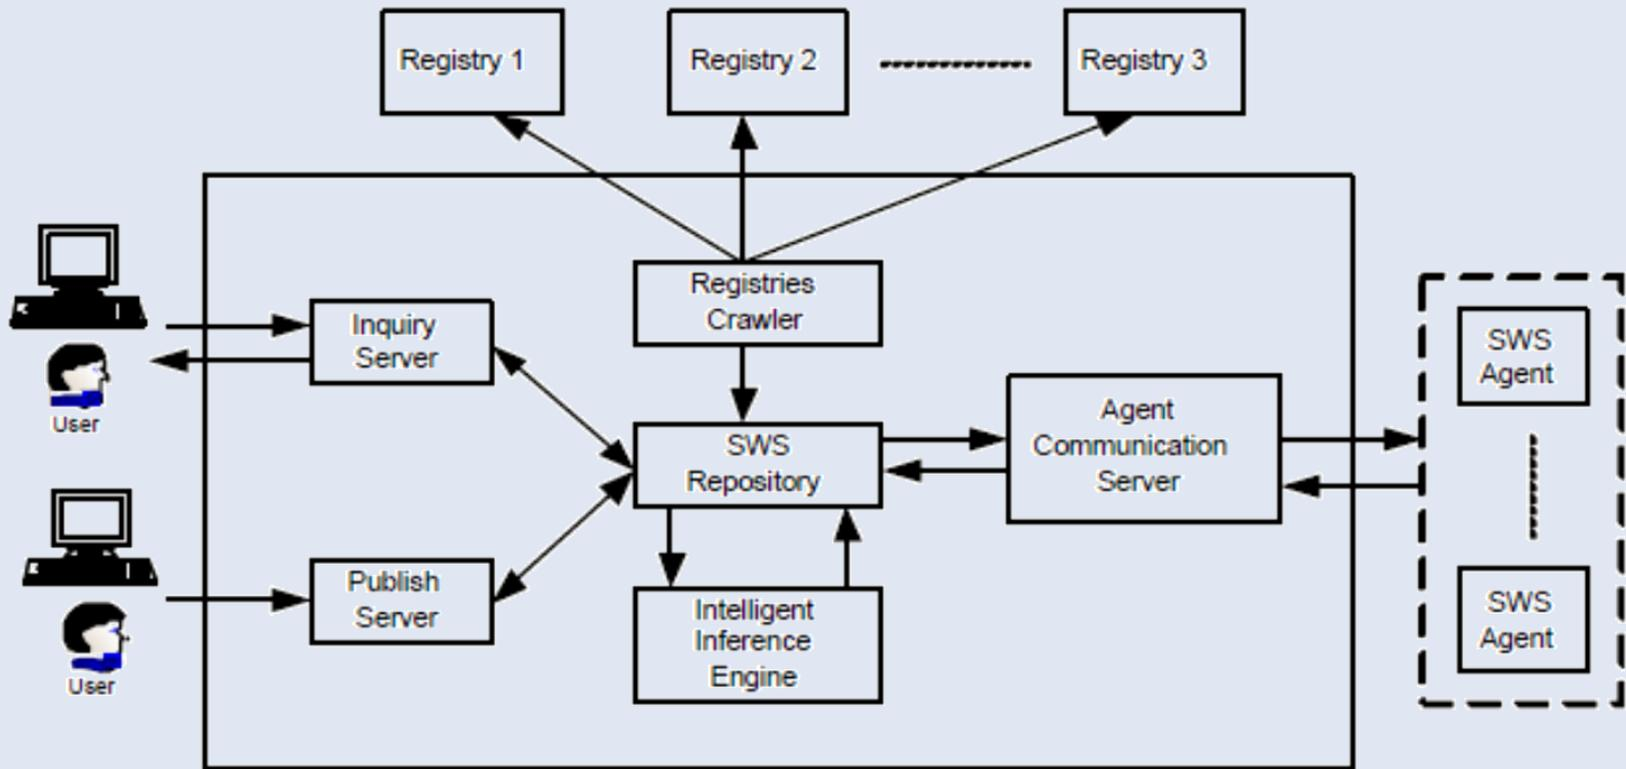 Registry 1
Registry 2
Registry 3
Registries
Crawler
Inquiry
Server
User
SWS
Repository
Agent
Communication
Server
SWS
Agent
Publish
Server
User
Intelligent
Inference
Engine
SWS
Agent